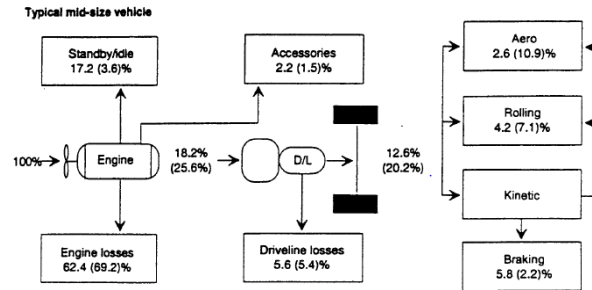 Typical mid-size vehicle
Standby/idle
17.2 (3.6)%
Accessories
2.2 (1.5)%
Aero
2.6 (10.9)%
Rolling
4.2 (7.1)%
100%
Engine
18.2%
(25.6%)
D/L
12.6%
(20.2%)
Kinetic
Engine losses
62.4 (69.2)%
Driveline losses
5.6 (5.4)%
Braking
5.8 (2.2)%